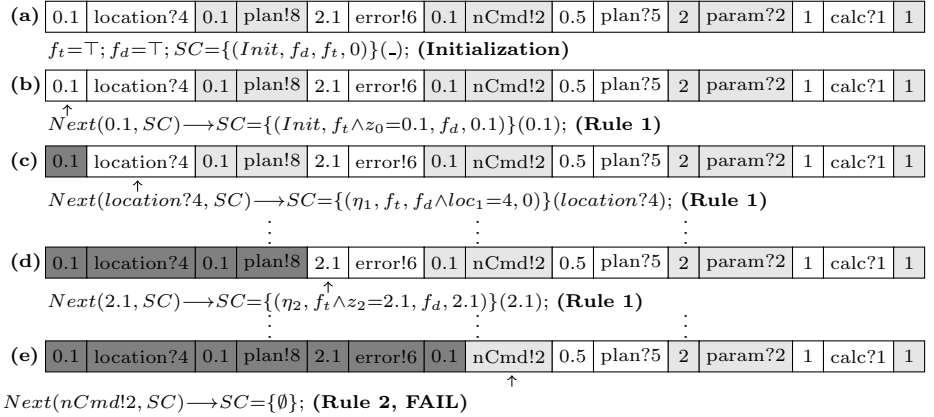 (a) 0.1 location?4 0.1 plan!8 2.1 error!6 0.1 nCmd!2 0.5 plan?5 2 param?2 1 calc?1 1
f_t=⊤; f_d=⊤; SC={(Init, f_d, f_t, 0)}(_); (Initialization)
(b) 0.1 location?4 0.1 plan!8 2.1 error!6 0.1 nCmd!2 0.5 plan?5 2 param?2 1 calc?1 1
↑
Next(0.1, SC)⟶SC={(Init, f_t∧z_0=0.1, f_d, 0.1)}(0.1); (Rule 1)
(c) 0.1 location?4 0.1 plan!8 2.1 error!6 0.1 nCmd!2 0.5 plan?5 2 param?2 1 calc?1 1
↑
Next(location?4, SC)⟶SC={(η_1, f_t, f_d∧loc_1=4, 0)}(location?4); (Rule 1)
⋮ ⋮ ⋮
(d) 0.1 location?4 0.1 plan!8 2.1 error!6 0.1 nCmd!2 0.5 plan?5 2 param?2 1 calc?1 1
↑
Next(2.1, SC)⟶SC={(η_2, f_t∧z_2=2.1, f_d, 2.1)}(2.1); (Rule 1)
⋮ ⋮ ⋮
(e) 0.1 location?4 0.1 plan!8 2.1 error!6 0.1 nCmd!2 0.5 plan?5 2 param?2 1 calc?1 1
↑
Next(nCmd!2, SC)⟶SC={∅}; (Rule 2, FAIL)